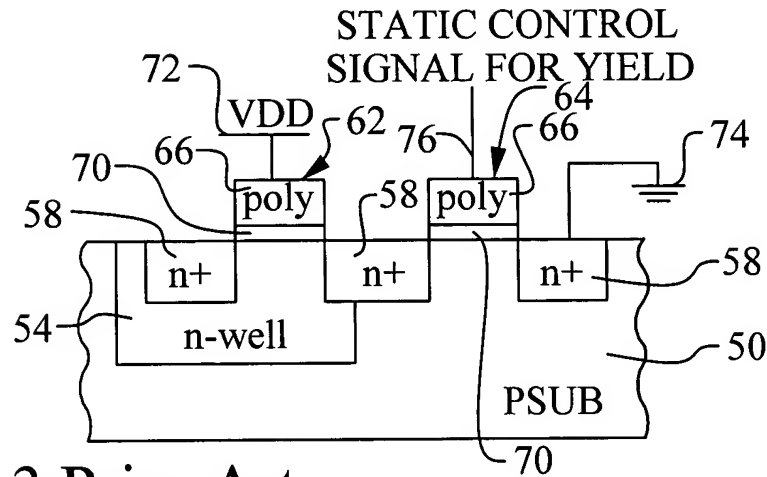 STATIC CONTROL
SIGNAL FOR YIELD
72
VDD
62
76
64
66
74
70
66
poly
58
poly
58
n+
n+
n+
58
54
n-well
50
PSUB
70